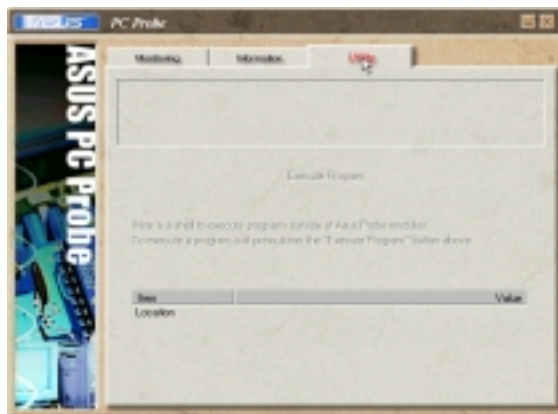 ASUS PC Probe
Monitoring Information Utility
ASUS PC Probe
Execute Program
Here is a shell to execute program outside of Asus Probe modules.
To execute a program just press down the "Execute Program" button above.
Item Value
Location